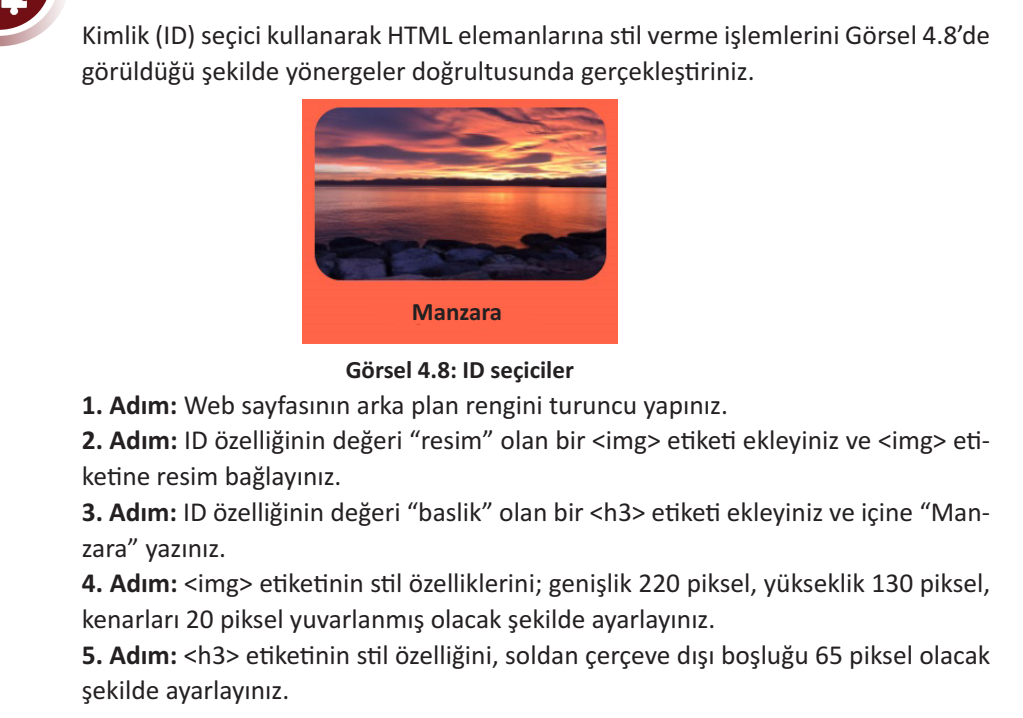 Kimlik (ID) seçici kullanarak HTML elemanlarına stil verme işlemlerini Görsel 4.8’de
görüldüğü şekilde yönergeler doğrultusunda gerçekleştiriniz.
Manzara
Görsel 4.8: ID seçiciler
1. Adım: Web sayfasının arka plan rengini turuncu yapınız.
2. Adım: ID özelliğinin değeri “resim” olan bir <img> etiketi ekleyiniz ve <img> eti-
ketine resim bağlayınız.
3. Adım: ID özelliğinin değeri “baslik” olan bir <h3> etiketi ekleyiniz ve içine “Man-
zara” yazınız.
4. Adım: <img> etiketinin stil özelliklerini; genişlik 220 piksel, yükseklik 130 piksel,
kenarları 20 piksel yuvarlanmış olacak şekilde ayarlayınız.
5. Adım: <h3> etiketinin stil özelliğini, soldan çerçeve dışı boşluğu 65 piksel olacak
şekilde ayarlayınız.